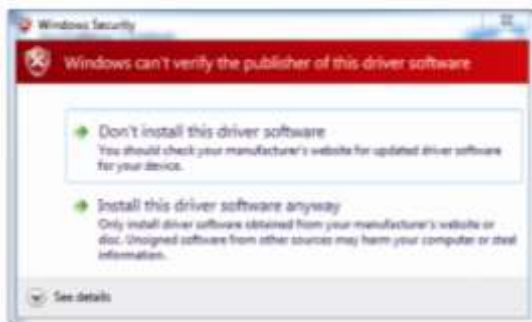 Windows Security
Windows can't verify the publisher of this driver software
Don't install this driver software
You should check your manufacturer's website for updated driver software
for your device.
Install this driver software anyway
Only install driver software obtained from your manufacturer's website or
disc. Unsigned software from other sources may harm your computer or steal
information.
See details